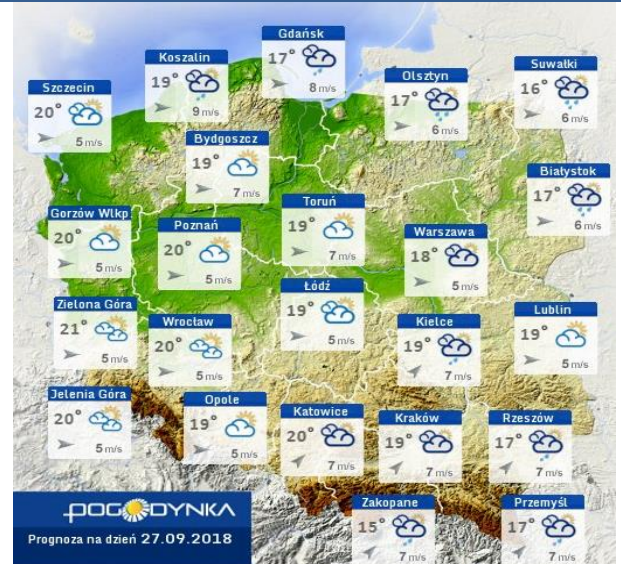 Gdańsk
17°
8 m/s
Koszalin
19°
9 m/s
Suwałki
16°
6 m/s
Olsztyn
17°
6 m/s
Szczecin
20°
5 m/s
Bydgoszcz
19°
7 m/s
Białystok
17°
6 m/s
Toruń
19°
7 m/s
Gorzów Wlkp.
20°
5 m/s
Poznań
20°
5 m/s
Warszawa
18°
5 m/s
Łódź
19°
5 m/s
Zielona Góra
21°
5 m/s
Wrocław
20°
5 m/s
Kielce
19°
7 m/s
Lublin
19°
5 m/s
Jelenia Góra
20°
5 m/s
Opole
19°
5 m/s
Katowice
20°
7 m/s
Kraków
19°
7 m/s
Rzeszów
17°
7 m/s
Zakopane
15°
7 m/s
Przemyśl
17°
7 m/s
POGODYNKA
Prognoza na dzień 27.09.2018